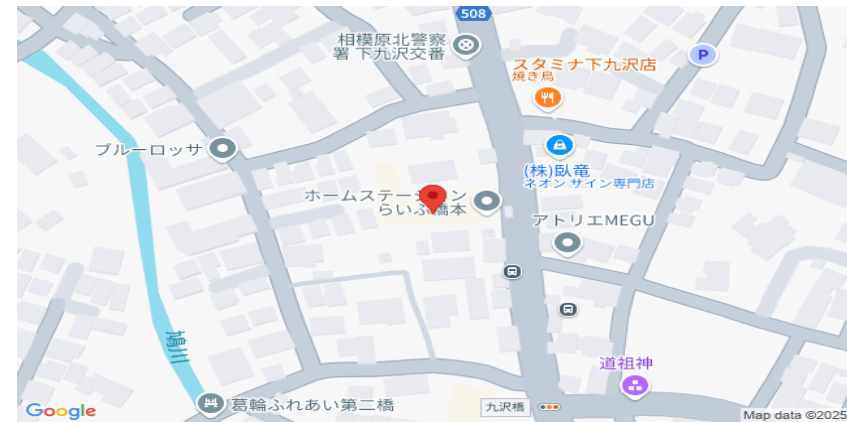 508
相模原北警察
署 下九沢交番
スタミナ下九沢店
焼き鳥
P
ブルーロッサ
(株)臥竜
ネオン サイン専門店
ホームステーション
らいふ橋本
アトリエMEGU
鳩川
道祖神
葛輪ふれあい第二橋
九沢橋
Google
Map data ©2025